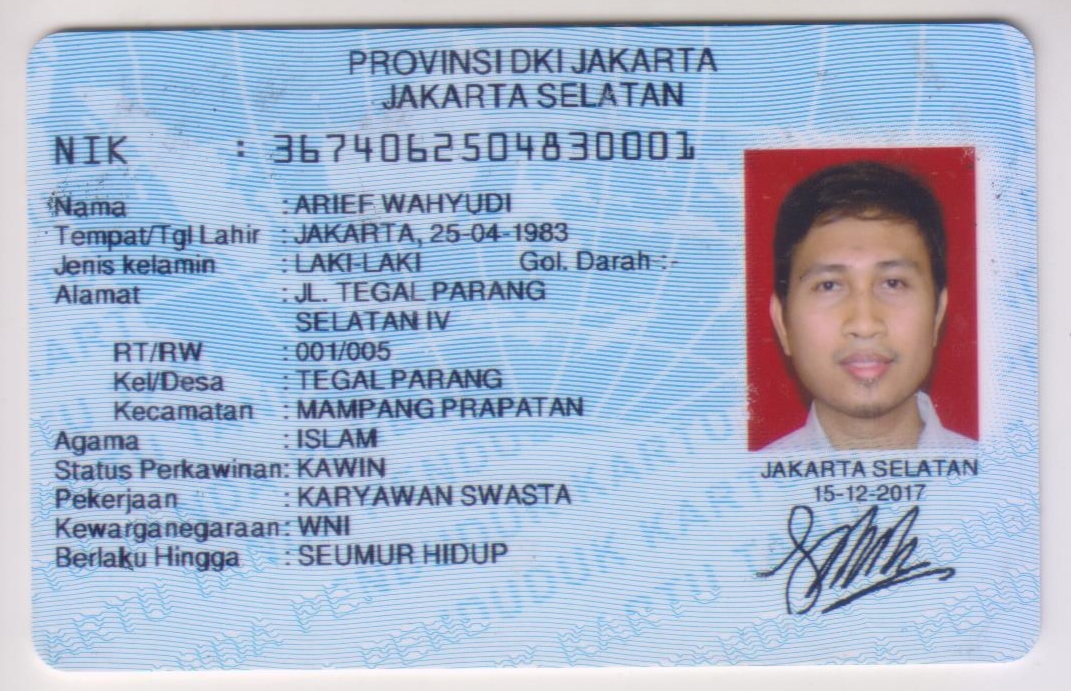 PROVINSI DKI JAKARTA
JAKARTA SELATAN
NIK : 3674062504830001
Nama : ARIEF WAHYUDI
Tempat/Tgl Lahir : JAKARTA, 25-04-1983
Jenis kelamin : LAKI-LAKI Gol. Darah :-
Alamat : JL. TEGAL PARANG
SELATAN IV
RT/RW : 001/005
Kel/Desa : TEGAL PARANG
Kecamatan : MAMPANG PRAPATAN
Agama : ISLAM
Status Perkawinan: KAWIN
Pekerjaan : KARYAWAN SWASTA
Kewarganegaraan: WNI
Berlaku Hingga : SEUMUR HIDUP
JAKARTA SELATAN
15-12-2017